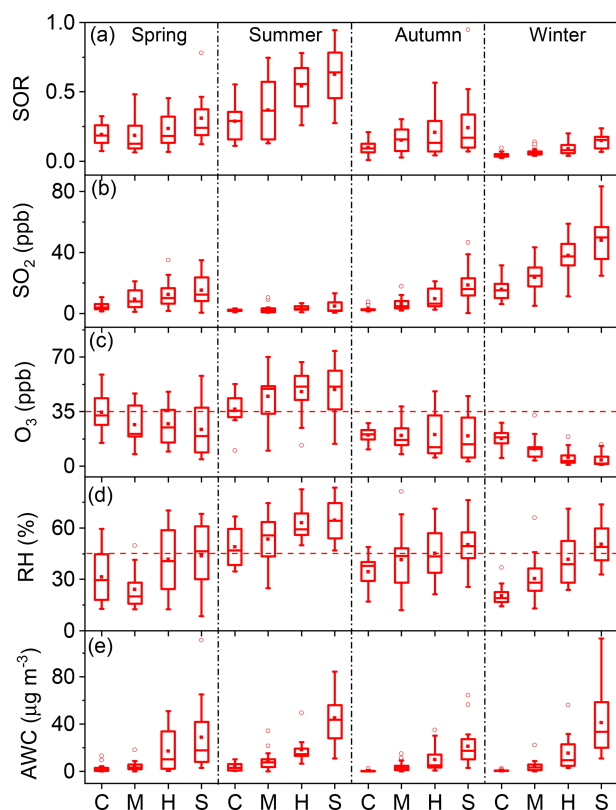 (a) Spring Summer Autumn Winter
SOR
1.0
0.5
0.0
(b)
SO₂ (ppb)
80
40
0
(c)
O₃ (ppb)
70
35
0
(d)
RH (%)
60
30
0
(e)
AWC (μg m⁻³)
80
40
0
C M H S C M H S C M H S C M H S